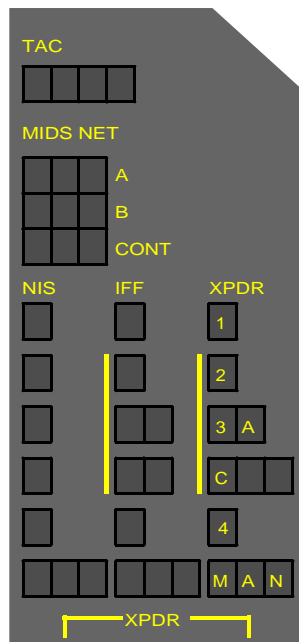 TAC
MIDS NET
A
B
CONT
NIS IFF XPDR
1
2
3 A
C
4
M A N
XPDR